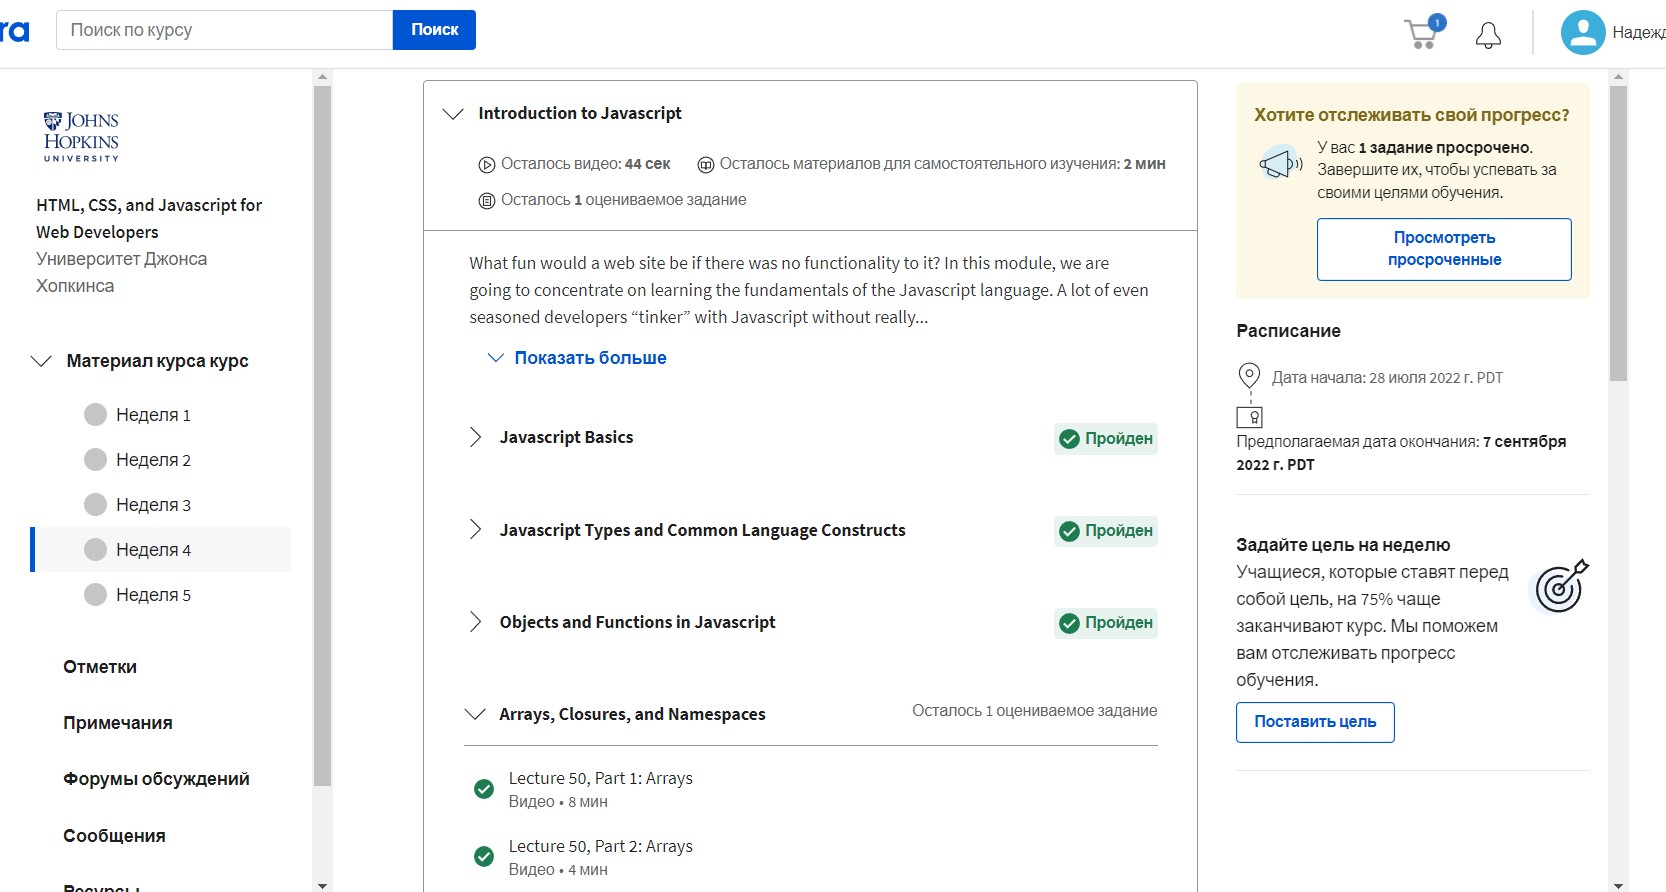 ra
Поиск по курсу
Поиск
1
Надежд
JOHNS
HOPKINS
UNIVERSITY
HTML, CSS, and Javascript for
Web Developers
Университет Джонса
Хопкинса
Материал курса курс
Неделя 1
Неделя 2
Неделя 3
Неделя 4
Неделя 5
Отметки
Примечания
Форумы обсуждений
Сообщения
Ресурсы
Introduction to Javascript
Осталось видео: 44 сек
Осталось материалов для самостоятельного изучения: 2 мин
Осталось 1 оцениваемое задание
What fun would a web site be if there was no functionality to it? In this module, we are
going to concentrate on learning the fundamentals of the Javascript language. A lot of even
seasoned developers “tinker” with Javascript without really...
Показать больше
Javascript Basics
Пройден
Javascript Types and Common Language Constructs
Пройден
Objects and Functions in Javascript
Пройден
Arrays, Closures, and Namespaces
Осталось 1 оцениваемое задание
Lecture 50, Part 1: Arrays
Видео • 8 мин
Lecture 50, Part 2: Arrays
Видео • 4 мин
Хотите отслеживать свой прогресс?
У вас 1 задание просрочено.
Завершите их, чтобы успевать за
своими целями обучения.
Просмотреть
просроченные
Расписание
Дата начала: 28 июля 2022 г. PDT
Предполагаемая дата окончания: 7 сентября
2022 г. PDT
Задайте цель на неделю
Учащиеся, которые ставят перед
собой цель, на 75% чаще
заканчивают курс. Мы поможем
вам отслеживать прогресс
обучения.
Поставить цель